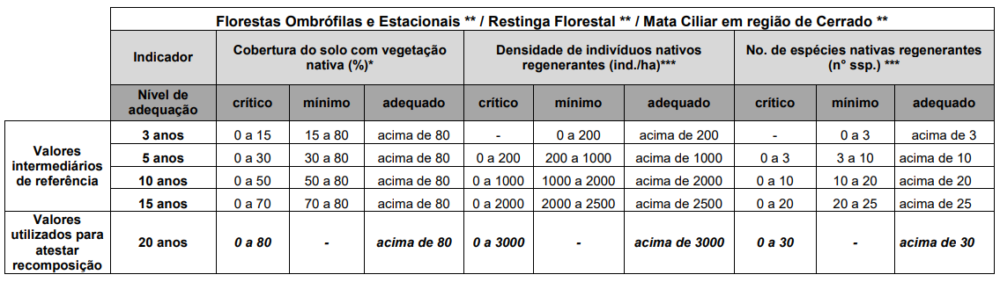 Florestas Ombrófilas e Estacionais ** / Restinga Florestal ** / Mata Ciliar em região de Cerrado **
Indicador
Cobertura do solo com vegetação
nativa (%)*
Densidade de indivíduos nativos
regenerantes (ind./ha)***
No. de espécies nativas regenerantes
(n° ssp.) ***
Nível de
adequação
crítico mínimo adequado crítico mínimo adequado crítico mínimo adequado
Valores
intermediários
de referência
3 anos 0 a 15 15 a 80 acima de 80 - 0 a 200 acima de 200 - 0 a 3 acima de 3
5 anos 0 a 30 30 a 80 acima de 80 0 a 200 200 a 1000 acima de 1000 0 a 3 3 a 10 acima de 10
10 anos 0 a 50 50 a 80 acima de 80 0 a 1000 1000 a 2000 acima de 2000 0 a 10 10 a 20 acima de 20
15 anos 0 a 70 70 a 80 acima de 80 0 a 2000 2000 a 2500 acima de 2500 0 a 20 20 a 25 acima de 25
Valores
utilizados para
atestar
recomposição
20 anos 0 a 80 - acima de 80 0 a 3000 - acima de 3000 0 a 30 - acima de 30